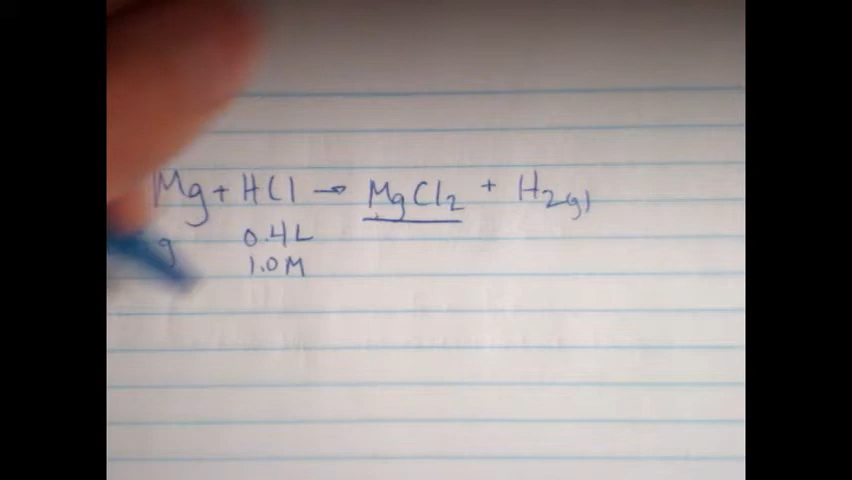 Mg + HCl → MgCl2 + H2(g)
g 0.4L
1.0M